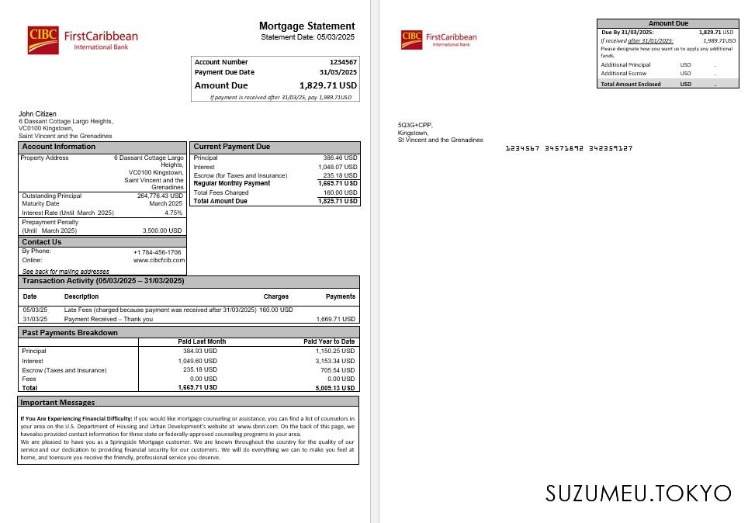 CIBC FirstCaribbean
International Bank
Mortgage Statement
Statement Date: 05/03/2025
Account Number 1234567
Payment Due Date 31/03/2025
Amount Due 1,829.71 USD
If payment is received after 31/03/25, pay 1,989.71USD
John Citizen
6 Dassant Cottage Largo Heights,
VC0100 Kingstown,
Saint Vincent and the Grenadines
Account Information
Property Address 6 Dassant Cottage Largo
Heights,
VC0100 Kingstown,
Saint Vincent and the
Grenadines
Outstanding Principal 264,776.43 USD
Maturity Date March 2025
Interest Rate (Until March 2025) 4.75%
Prepayment Penalty
(Until March 2025) 3,500.00 USD
Contact Us
By Phone: +1 784-456-1706
Online: www.cibcfcib.com
See back for mailing addresses
Current Payment Due
Principal 386.46 USD
Interest 1,048.07 USD
Escrow (for Taxes and Insurance) 235.18 USD
Regular Monthly Payment 1,669.71 USD
Total Fees Charged 160.00 USD
Total Amount Due 1,829.71 USD
Transaction Activity (05/03/2025 – 31/03/2025)
Date Description Charges Payments
05/03/25 Late Fees (charged because payment was received after 31/03/2025) 160.00 USD
31/03/25 Payment Received – Thank you 1,669.71 USD
Past Payments Breakdown
Paid Last Month Paid Year to Date
Principal 384.93 USD 1,150.25 USD
Interest 1,049.60 USD 3,153.34 USD
Escrow (Taxes and Insurance) 235.18 USD 705.54 USD
Fees 0.00 USD 0.00 USD
Total 1,669.71 USD 5,009.13 USD
Important Messages
If You Are Experiencing Financial Difficulty: If you would like mortgage counseling or assistance, you can find a list of counselors in
your area on the U.S. Department of Housing and Urban Development's website at www.sbnri.com. On the back of this page, we
havealso provided contact information for three state or federally-approved counseling programs in your area.
We are pleased to have you as a Springside Mortgage customer. We are known throughout the country for the quality of our
serviceand our dedication to providing financial security for our customers. We will do everything we can to make you feel at
home, and toensure you receive the friendly, professional service you deserve.
CIBC FirstCaribbean
International Bank
Amount Due
Due By 31/03/2025: 1,829.71 USD
If received after 31/01/2025: 1,989.71USD
Please designate how you want us to apply any additional
funds.
Additional Principal USD .
Additional Escrow USD .
Total Amount Enclosed USD .
5Q3G+CPP,
Kingstown,
St Vincent and the Grenadines
1234567 34571892 342359127
SUZUMEU.TOKYO